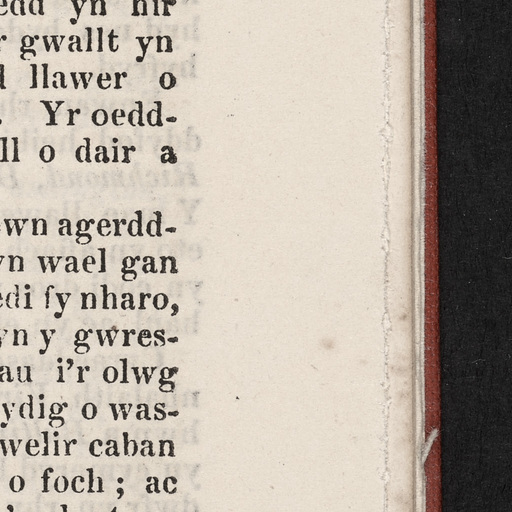 edd yn hir
r gwallt yn
d llawer o
. Yr oedd-
ll o dair a
wn agerdd-
yn wael gan
edi fy nharo,
yn y gwres-
au i'r olwg
ydig o was-
welir caban
o foch ; ac